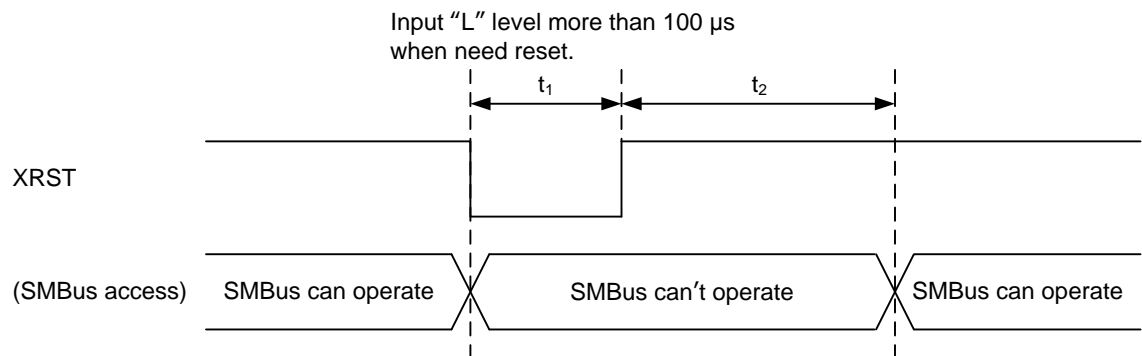 Input “L” level more than 100 µs
when need reset.
t₁
t₂
XRST
(SMBus access)
SMBus can operate
SMBus can′t operate
SMBus can operate